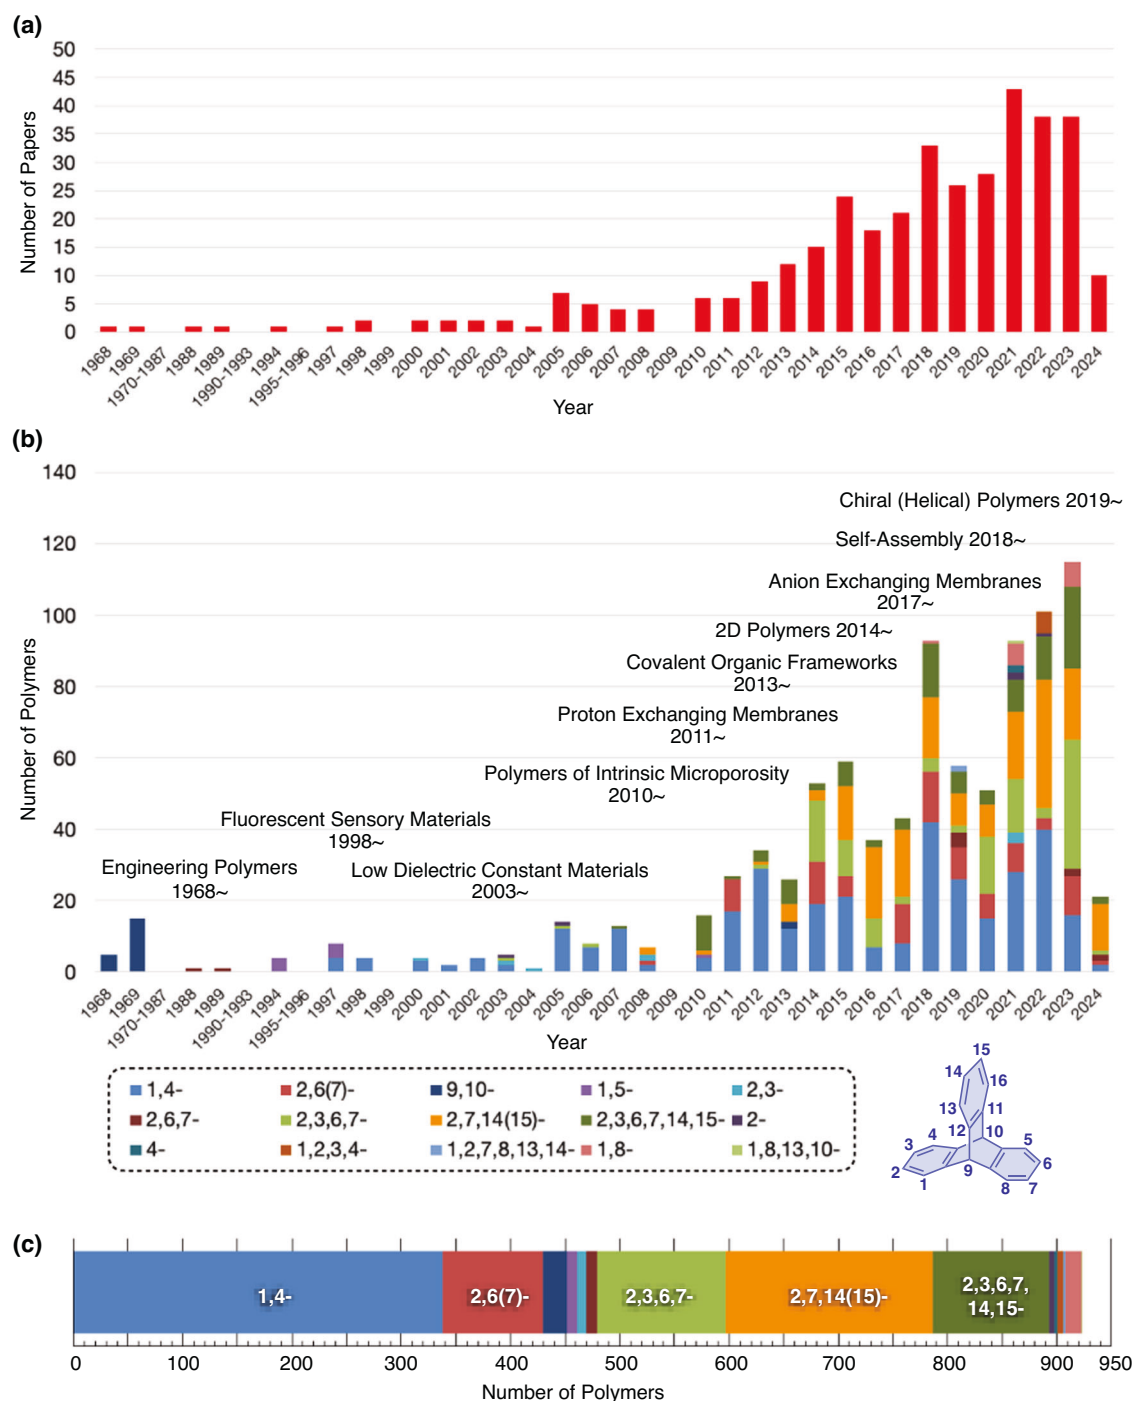 (a)
50
45
40
35
30
25
20
15
10
5
0
Number of Papers
1968 1969 1970-1987 1988 1989 1990-1993 1994 1995-1996 1997 1998 1999 2000 2001 2002 2003 2004 2005 2006 2007 2008 2009 2010 2011 2012 2013 2014 2015 2016 2017 2018 2019 2020 2021 2022 2023 2024
Year
(b)
140
120
100
80
60
40
20
0
Number of Polymers
Chiral (Helical) Polymers 2019~
Self-Assembly 2018~
Anion Exchanging Membranes
2017~
2D Polymers 2014~
Covalent Organic Frameworks
2013~
Proton Exchanging Membranes
2011~
Polymers of Intrinsic Microporosity
2010~
Fluorescent Sensory Materials
1998~
Engineering Polymers
1968~
Low Dielectric Constant Materials
2003~
1968 1969 1970-1987 1988 1989 1990-1993 1994 1995-1996 1997 1998 1999 2000 2001 2002 2003 2004 2005 2006 2007 2008 2009 2010 2011 2012 2013 2014 2015 2016 2017 2018 2019 2020 2021 2022 2023 2024
Year
1,4- 2,6(7)- 9,10- 1,5- 2,3-
2,6,7- 2,3,6,7- 2,7,14(15)- 2,3,6,7,14,15- 2-
4- 1,2,3,4- 1,2,7,8,13,14- 1,8- 1,8,13,10-
15
14
16
13 11
12 10
4 5
3 6
2 9
1 8 7
(c)
1,4- 2,6(7)- 2,3,6,7- 2,7,14(15)- 2,3,6,7,
14,15-
0 100 200 300 400 500 600 700 800 900 950
Number of Polymers